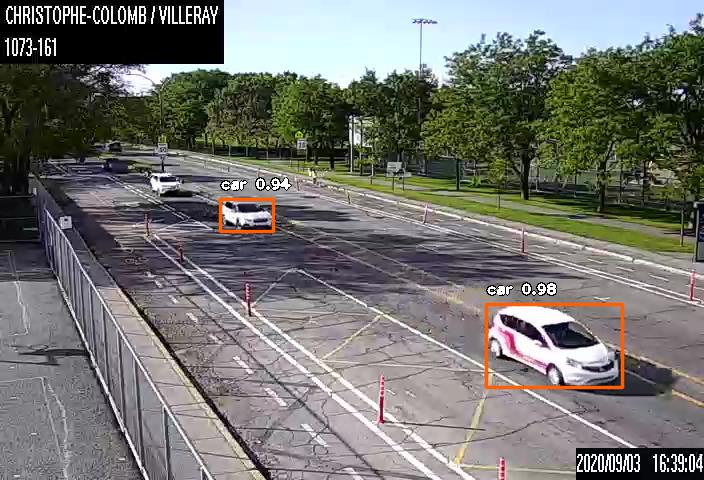 CHRISTOPHE-COLOMB / VILLERAY
1073-161
car 0.94
car 0.98
2020/09/03 16:39:04